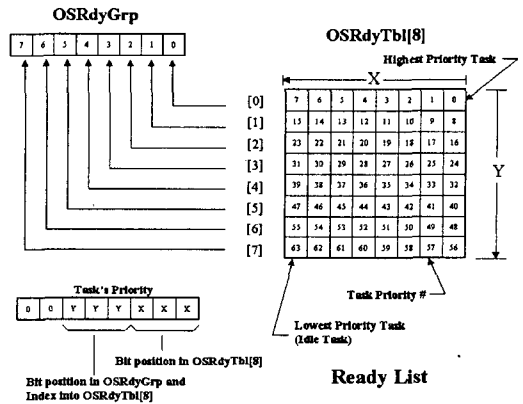 OSRdyGrp
7 6 5 4 3 2 1 0
OSRdyTbl[8]
Highest Priority Task
X
[0] 7 6 5 4 3 2 1 0
[1] 15 14 13 12 11 10 9 8
[2] 23 22 21 20 19 18 17 16
[3] 31 30 29 28 27 26 25 24
[4] 39 38 37 36 35 34 33 32
[5] 47 46 45 44 43 42 41 40
[6] 55 54 53 52 51 50 49 48
[7] 63 62 61 60 59 58 57 56
Y
Task's Priority
0 0 Y Y Y X X X
Bit position in OSRdyTbl[8]
Bit position in OSRdyGrp and
Index into OSRdyTbl[8]
Task Priority #
Lowest Priority Task
(Idle Task)
Ready List